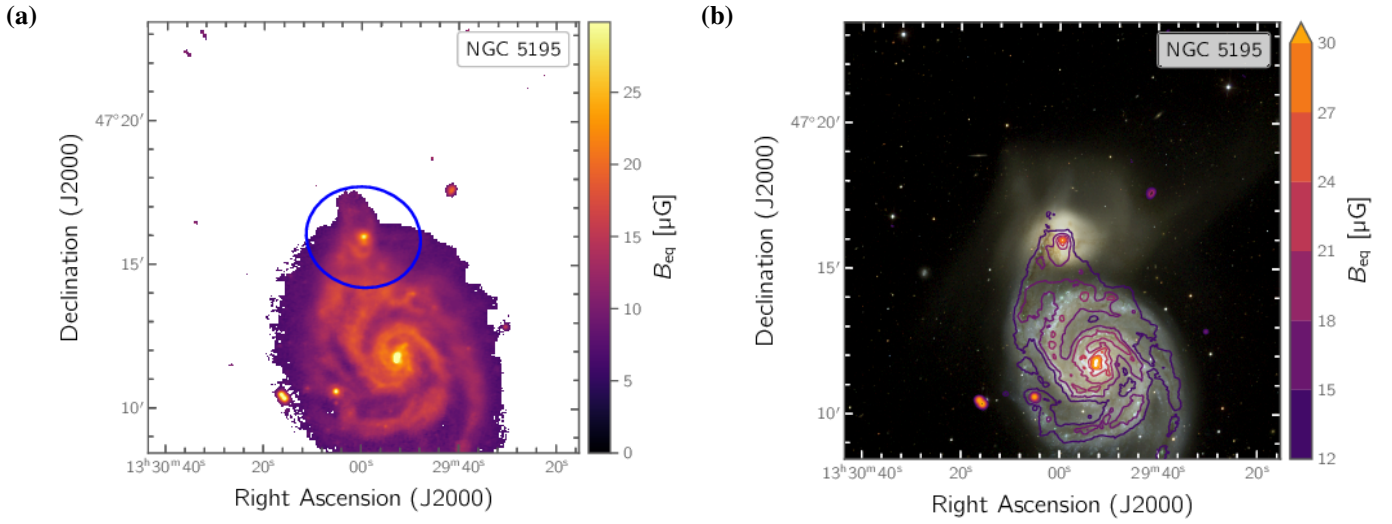 (a)
NGC 5195
47°20′
15′
10′
Declination (J2000)
13ʰ30ᵐ40ˢ
20ˢ
00ˢ
29ᵐ40ˢ
20ˢ
Right Ascension (J2000)
25
20
15
10
5
0
B_eq [μG]
(b)
NGC 5195
47°20′
15′
10′
Declination (J2000)
13ʰ30ᵐ40ˢ
20ˢ
00ˢ
29ᵐ40ˢ
20ˢ
Right Ascension (J2000)
30
27
24
21
18
15
12
B_eq [μG]